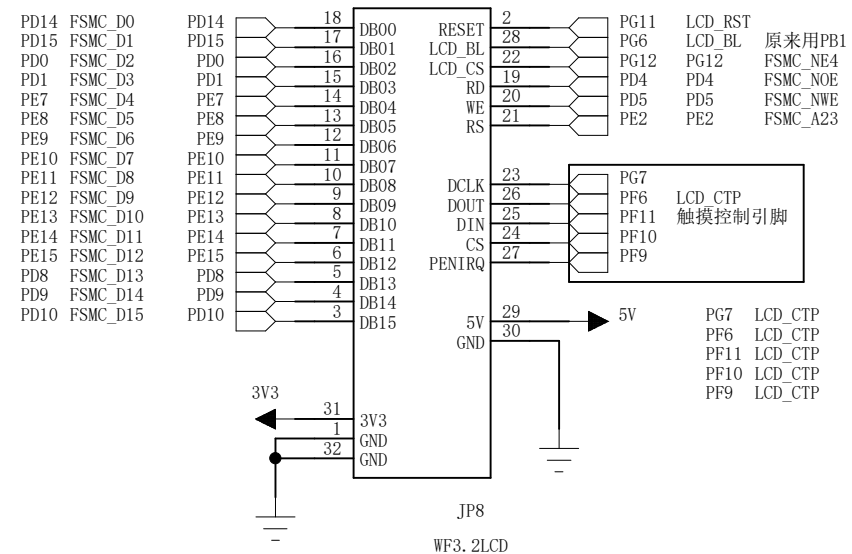 PD14 FSMC_D0 PD14 18 DB00 RESET 2 PG11 LCD_RST
PD15 FSMC_D1 PD15 17 DB01 LCD_BL 28 PG6 LCD_BL 原来用PB1
PD0 FSMC_D2 PD0 16 DB02 LCD_CS 22 PG12 PG12 FSMC_NE4
PD1 FSMC_D3 PD1 15 DB03 RD 19 PD4 PD4 FSMC_NOE
PE7 FSMC_D4 PE7 14 DB04 WE 20 PD5 PD5 FSMC_NWE
PE8 FSMC_D5 PE8 13 DB05 RS 21 PE2 PE2 FSMC_A23
PE9 FSMC_D6 PE9 12 DB06
PE10 FSMC_D7 PE10 11 DB07
PE11 FSMC_D8 PE11 10 DB08 DCLK 23 PG7
PE12 FSMC_D9 PE12 9 DB09 DOUT 26 PF6 LCD_CTP
PE13 FSMC_D10 PE13 8 DB10 DIN 25 PF11 触摸控制引脚
PE14 FSMC_D11 PE14 7 DB11 CS 24 PF10
PE15 FSMC_D12 PE15 6 DB12 PENIRQ 27 PF9
PD8 FSMC_D13 PD8 5 DB13
PD9 FSMC_D14 PD9 4 DB14
PD10 FSMC_D15 PD10 3 DB15 5V 29 5V PG7 LCD_CTP
GND 30 PF6 LCD_CTP
PF11 LCD_CTP
PF10 LCD_CTP
PF9 LCD_CTP
3V3 31 3V3
1 GND
32 GND
JP8
WF3.2LCD